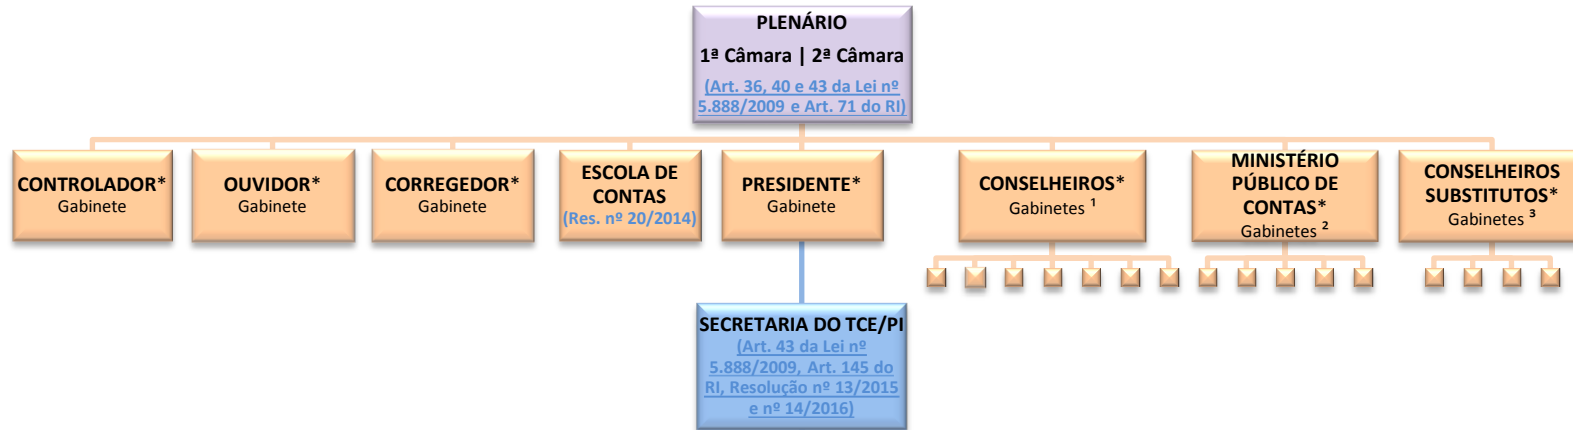 PLENÁRIO
1ª Câmara | 2ª Câmara
(Art. 36, 40 e 43 da Lei nº
5.888/2009 e Art. 71 do RI)
CONTROLADOR*
Gabinete
OUVIDOR*
Gabinete
CORREGEDOR*
Gabinete
ESCOLA DE
CONTAS
(Res. nº 20/2014)
PRESIDENTE*
Gabinete
CONSELHEIROS*
Gabinetes ¹
MINISTÉRIO
PÚBLICO DE
CONTAS*
Gabinetes ²
CONSELHEIROS
SUBSTITUTOS*
Gabinetes ³
SECRETARIA DO TCE/PI
(Art. 43 da Lei nº
5.888/2009, Art. 145 do
RI, Resolução nº 13/2015
e nº 14/2016)